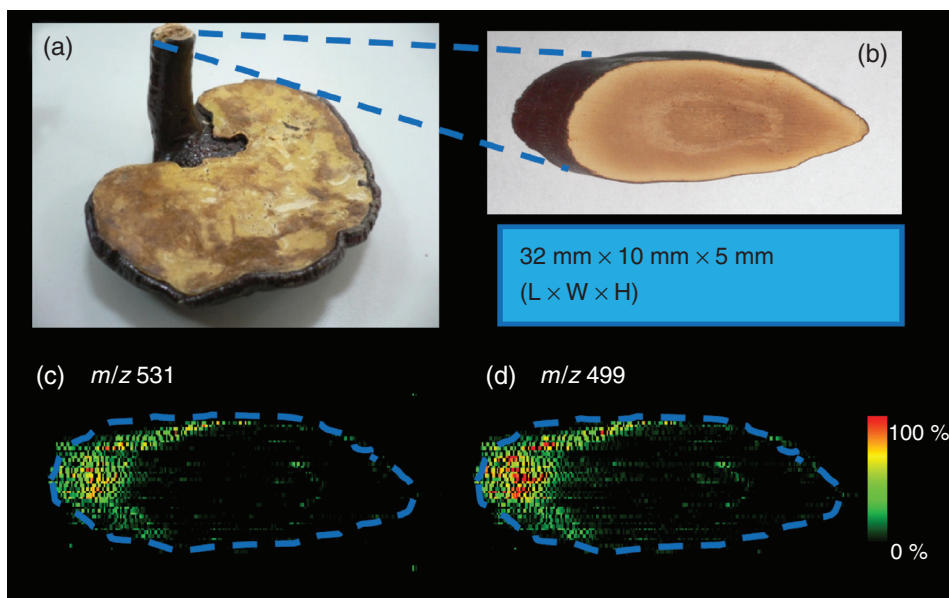 (a)
(b)
32 mm × 10 mm × 5 mm
(L × W × H)
(c) m/z 531
(d) m/z 499
100 %
0 %